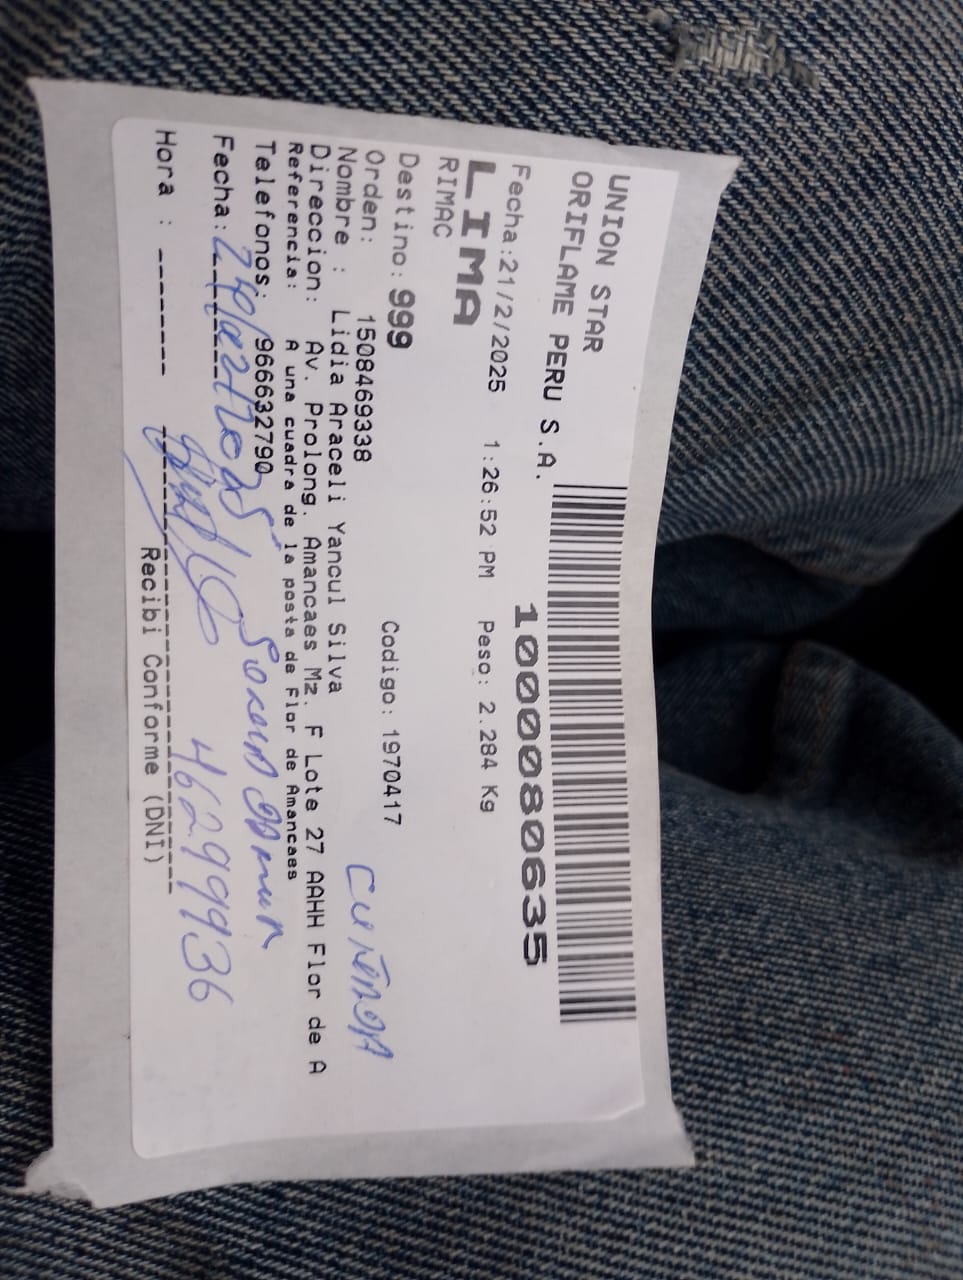 UNION STAR
ORIFLAME PERU S.A.
1000080635
Fecha:21/2/2025 1:26:52 PM Peso: 2.284 Kg
LIMA
RIMAC
Destino: 999
Orden: 1508469338 Codigo: 19704417
Nombre : Lidia Araceli Yancul Silva
Direccion: Av. Prolong. Amancaes Mz. F Lote 27 AAHH Flor de A
Referencia: A una cuadra de la posta de Flor de Amancaes
Telefonos: 966632790
Fecha:
46299936
Hora :
Recibi Conforme (DNI)